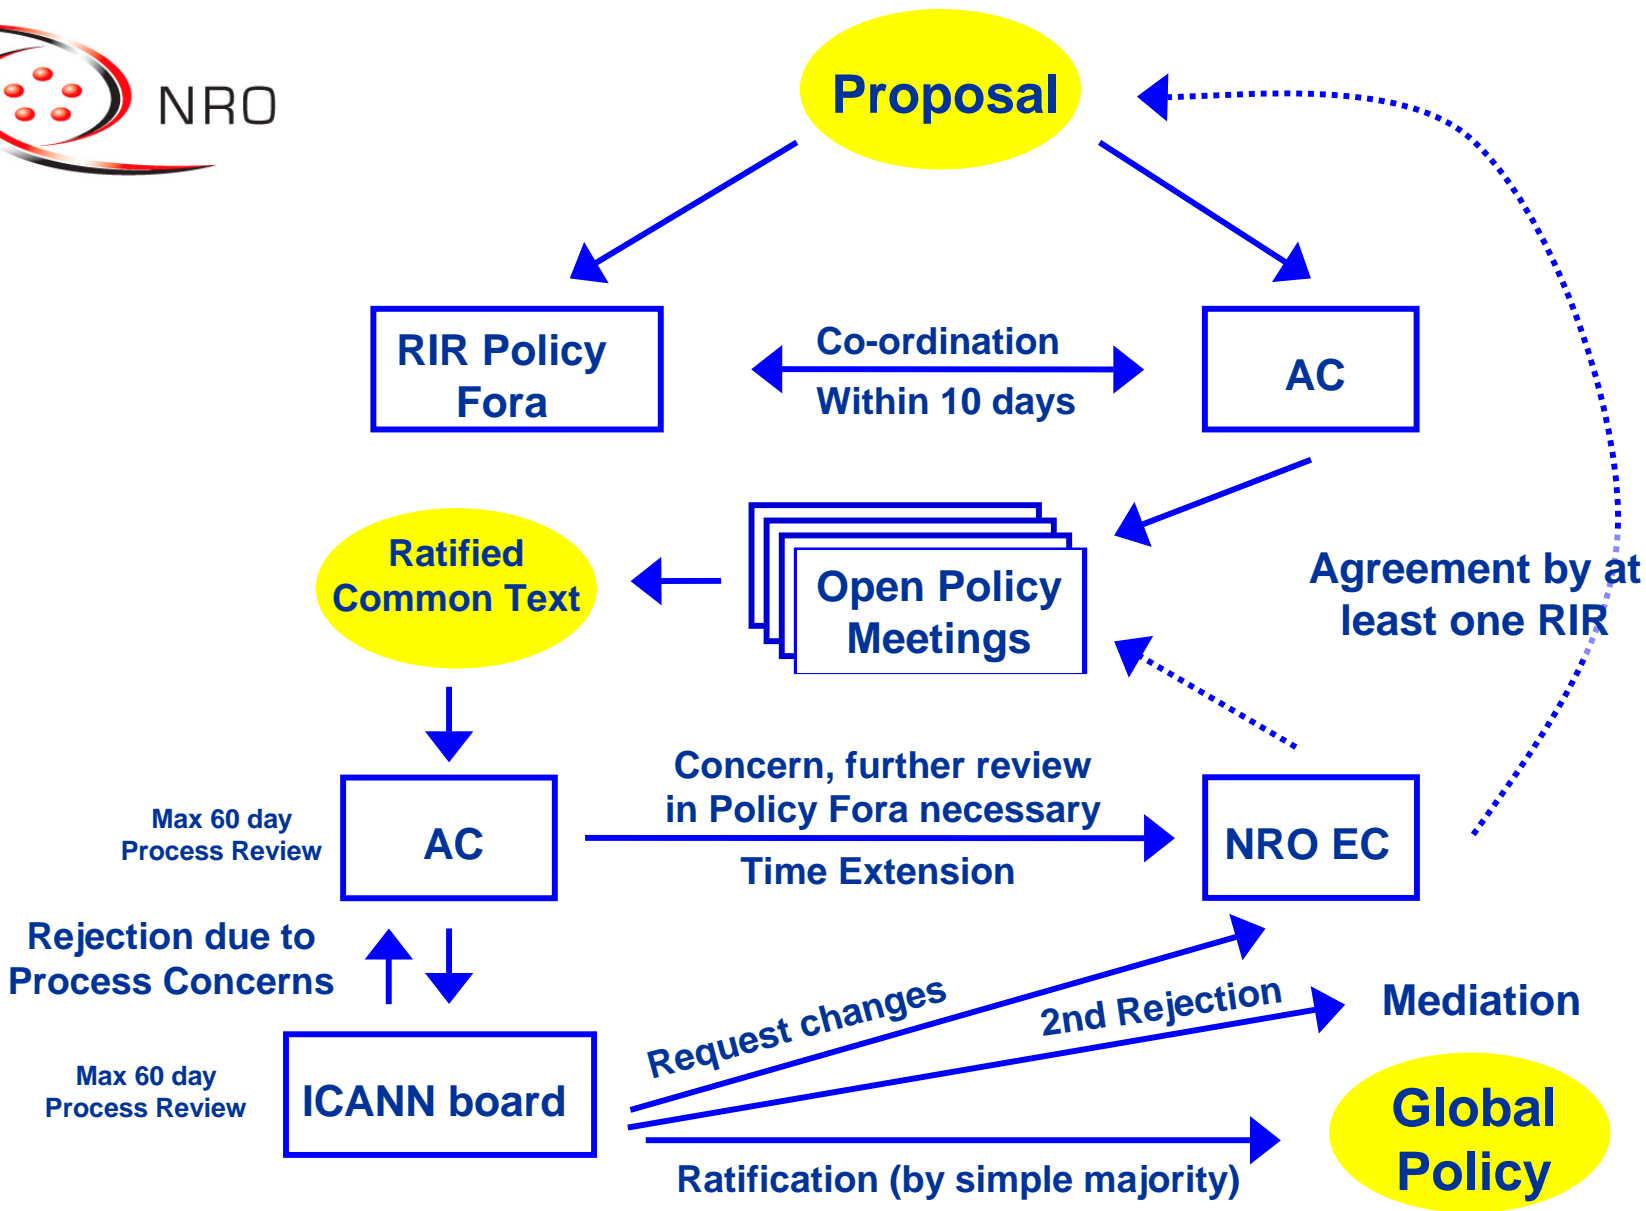 NRO
Proposal
RIR Policy
Fora
Co-ordination
Within 10 days
AC
Ratified
Common Text
Open Policy
Meetings
Agreement by at
least one RIR
Max 60 day
Process Review
AC
Concern, further review
in Policy Fora necessary
Time Extension
NRO EC
Rejection due to
Process Concerns
Request changes
2nd Rejection
Mediation
Max 60 day
Process Review
ICANN board
Ratification (by simple majority)
Global
Policy